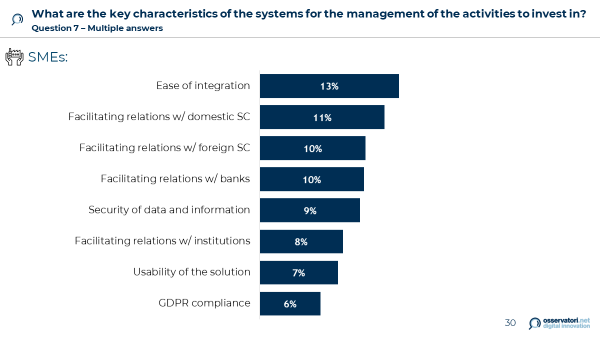 What are the key characteristics of the systems for the management of the activities to invest in?
Question 7 – Multiple answers
SMEs:
Ease of integration 13%
Facilitating relations w/ domestic SC 11%
Facilitating relations w/ foreign SC 10%
Facilitating relations w/ banks 10%
Security of data and information 9%
Facilitating relations w/ institutions 8%
Usability of the solution 7%
GDPR compliance 6%
30
osservatori.net
digital innovation